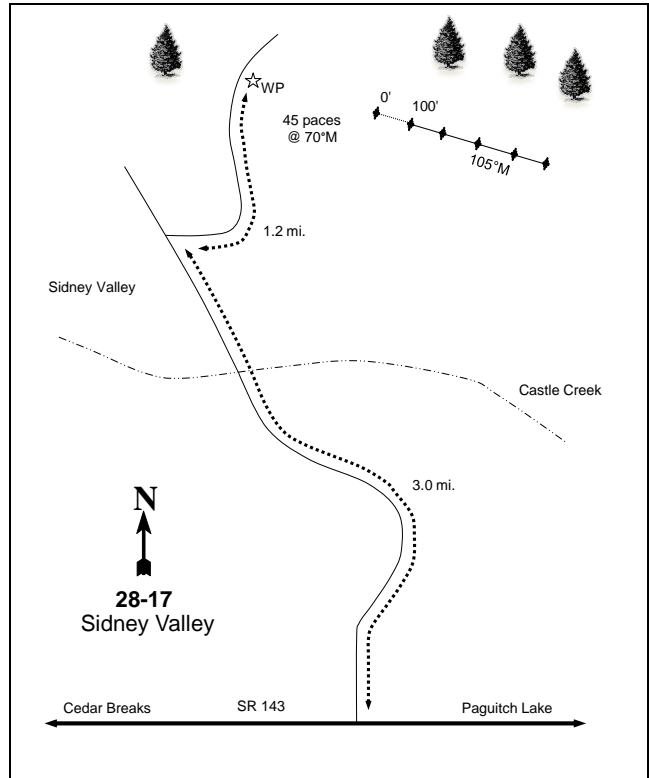 WP
0'
100'
45 paces
@ 70°M
105°M
1.2 mi.
Sidney Valley
Castle Creek
3.0 mi.
N
28-17
Sidney Valley
Cedar Breaks
SR 143
Paguitch Lake